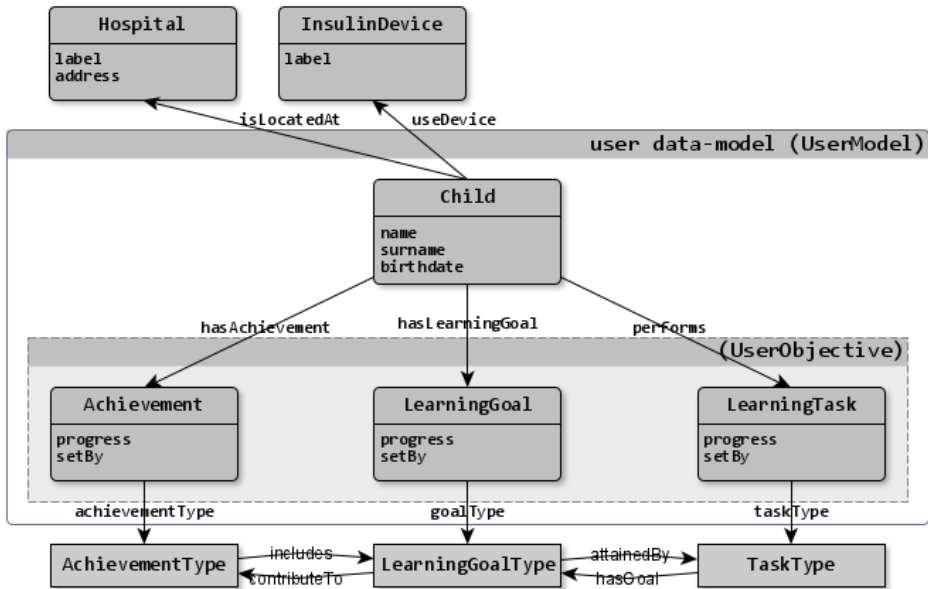 Hospital
label
address
InsulinDevice
label
isLocatedAt
useDevice
user data-model (UserModel)
Child
name
surname
birthdate
hasAchievement
hasLearningGoal
performs
(UserObjective)
Achievement
progress
setBy
LearningGoal
progress
setBy
LearningTask
progress
setBy
achievementType
goalType
taskType
AchievementType
includes
contributeTo
LearningGoalType
attainedBy
hasGoal
TaskType